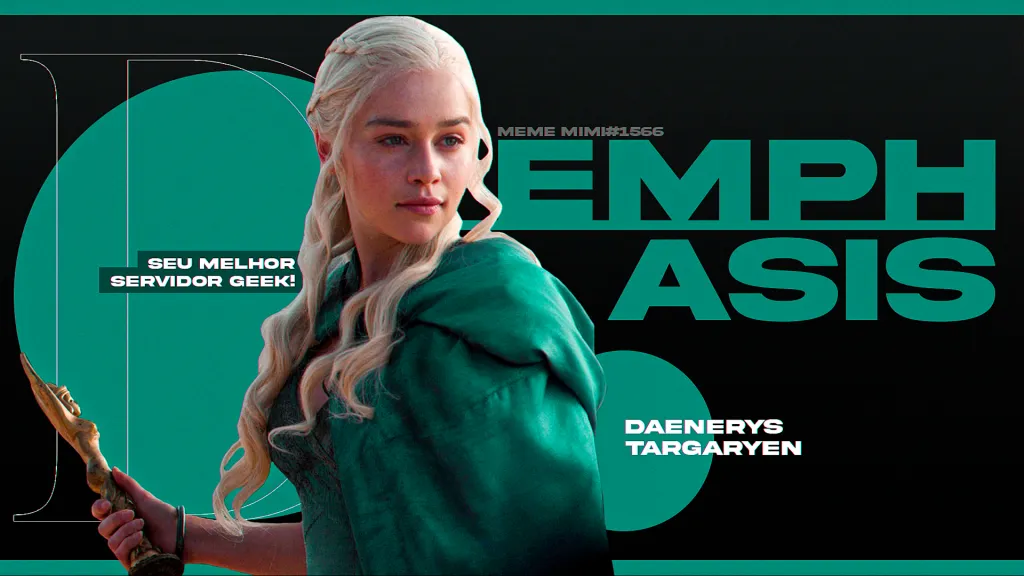 MEME MIMI#1566
EMPH
ASIS
SEU MELHOR
SERVIDOR GEEK!
DAENERYS
TARGARYEN